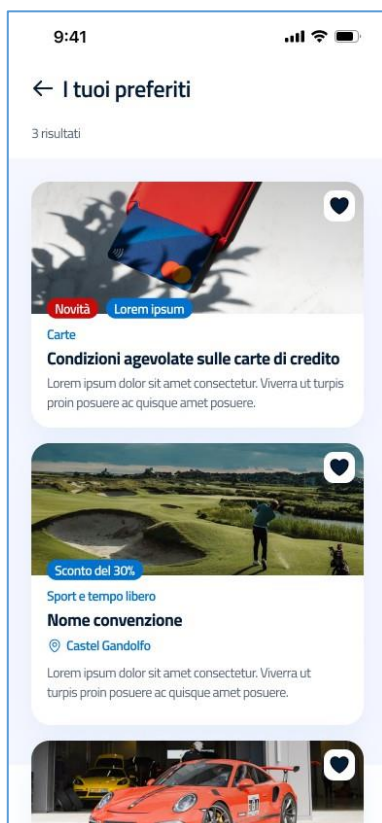 9:41
I tuoi preferiti
3 risultati
Novità
Lorem ipsum
Carte
Condizioni agevolate sulle carte di credito
Lorem ipsum dolor sit amet consectetur. Viverra ut turpis
proin posuere ac quisque amet posuere.
Sconto del 30%
Sport e tempo libero
Nome convenzione
Castel Gandolfo
Lorem ipsum dolor sit amet consectetur. Viverra ut
turpis proin posuere ac quisque amet posuere.